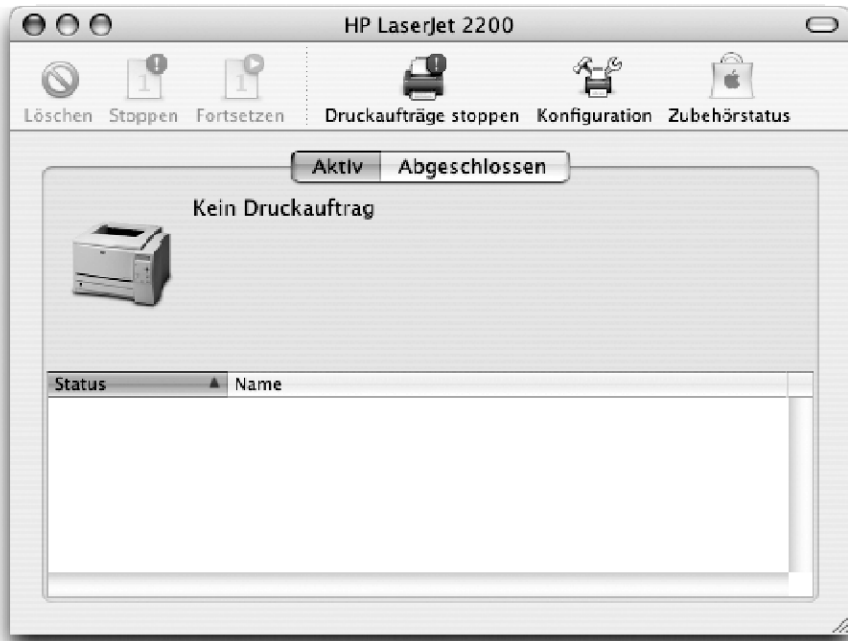 HP LaserJet 2200
Löschen Stoppen Fortsetzen Druckaufträge stoppen Konfiguration Zubehörstatus
Aktiv Abgeschlossen
Kein Druckauftrag
Status Name